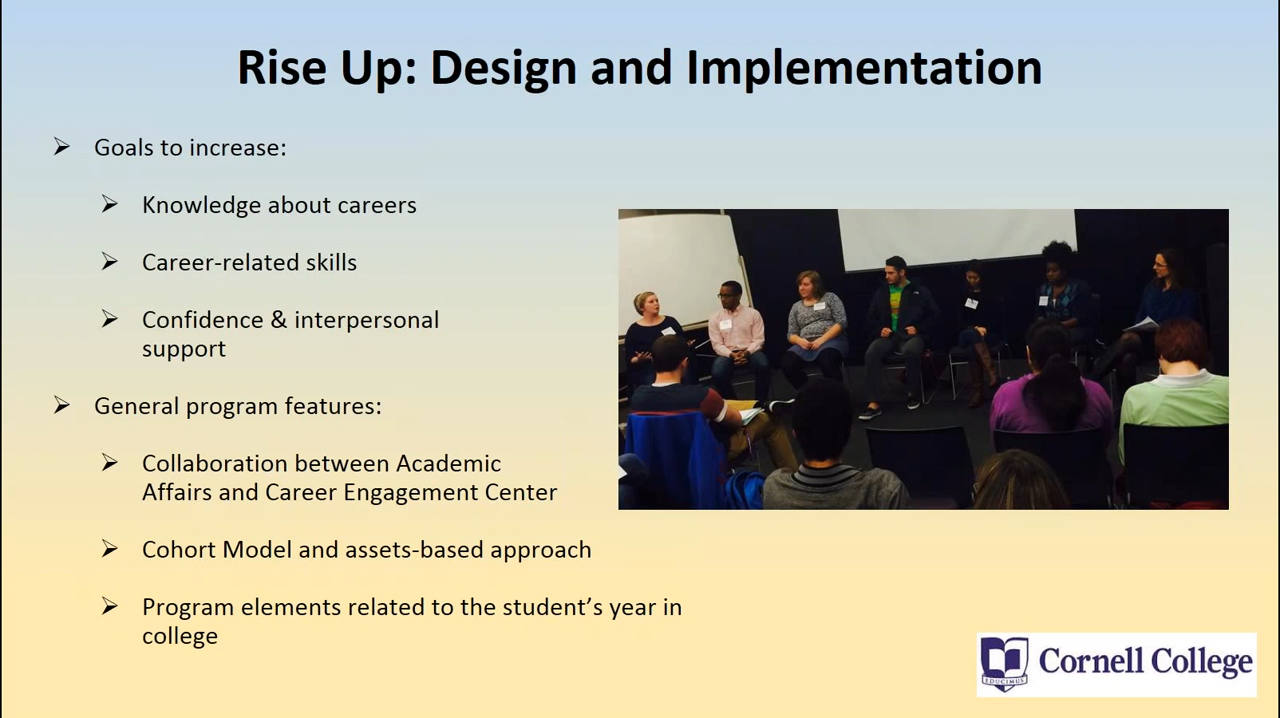 Rise Up: Design and Implementation
Goals to increase:
Knowledge about careers
Career-related skills
Confidence & interpersonal
support
General program features:
Collaboration between Academic
Affairs and Career Engagement Center
Cohort Model and assets-based approach
Program elements related to the student’s year in
college
EDUCIMUS
Cornell College